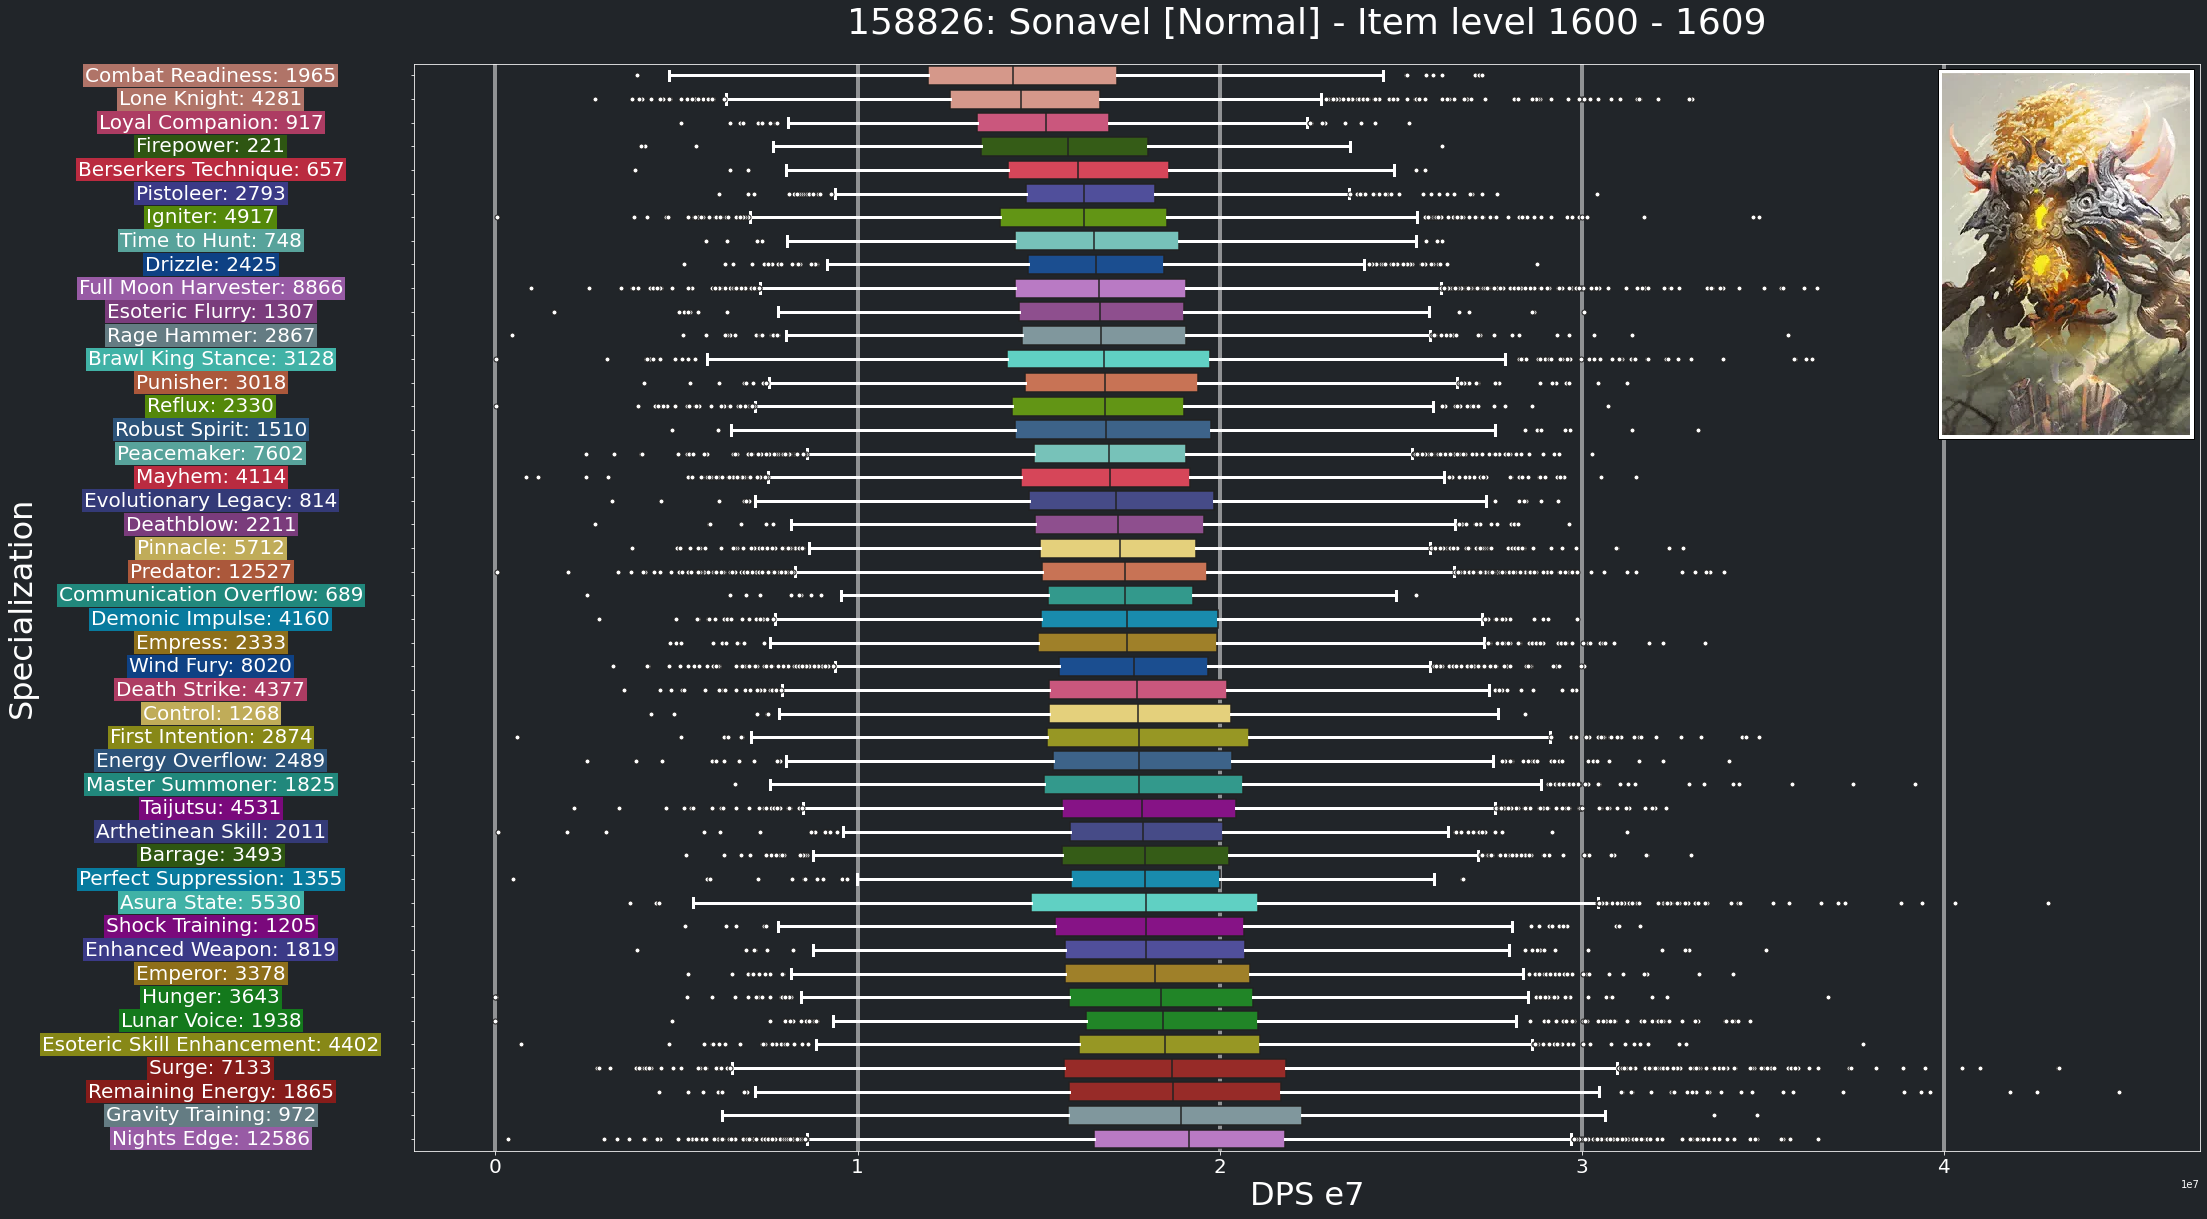 158826: Sonavel [Normal] - Item level 1600 - 1609
Specialization
Combat Readiness: 1965
Lone Knight: 4281
Loyal Companion: 917
Firepower: 221
Berserkers Technique: 657
Pistoleer: 2793
Igniter: 4917
Time to Hunt: 748
Drizzle: 2425
Full Moon Harvester: 8866
Esoteric Flurry: 1307
Rage Hammer: 2867
Brawl King Stance: 3128
Punisher: 3018
Reflux: 2330
Robust Spirit: 1510
Peacemaker: 7602
Mayhem: 4114
Evolutionary Legacy: 814
Deathblow: 2211
Pinnacle: 5712
Predator: 12527
Communication Overflow: 689
Demonic Impulse: 4160
Empress: 2333
Wind Fury: 8020
Death Strike: 4377
Control: 1268
First Intention: 2874
Energy Overflow: 2489
Master Summoner: 1825
Taijutsu: 4531
Arthetinean Skill: 2011
Barrage: 3493
Perfect Suppression: 1355
Asura State: 5530
Shock Training: 1205
Enhanced Weapon: 1819
Emperor: 3378
Hunger: 3643
Lunar Voice: 1938
Esoteric Skill Enhancement: 4402
Surge: 7133
Remaining Energy: 1865
Gravity Training: 972
Nights Edge: 12586
0 1 2 3 4
1e7
DPS e7